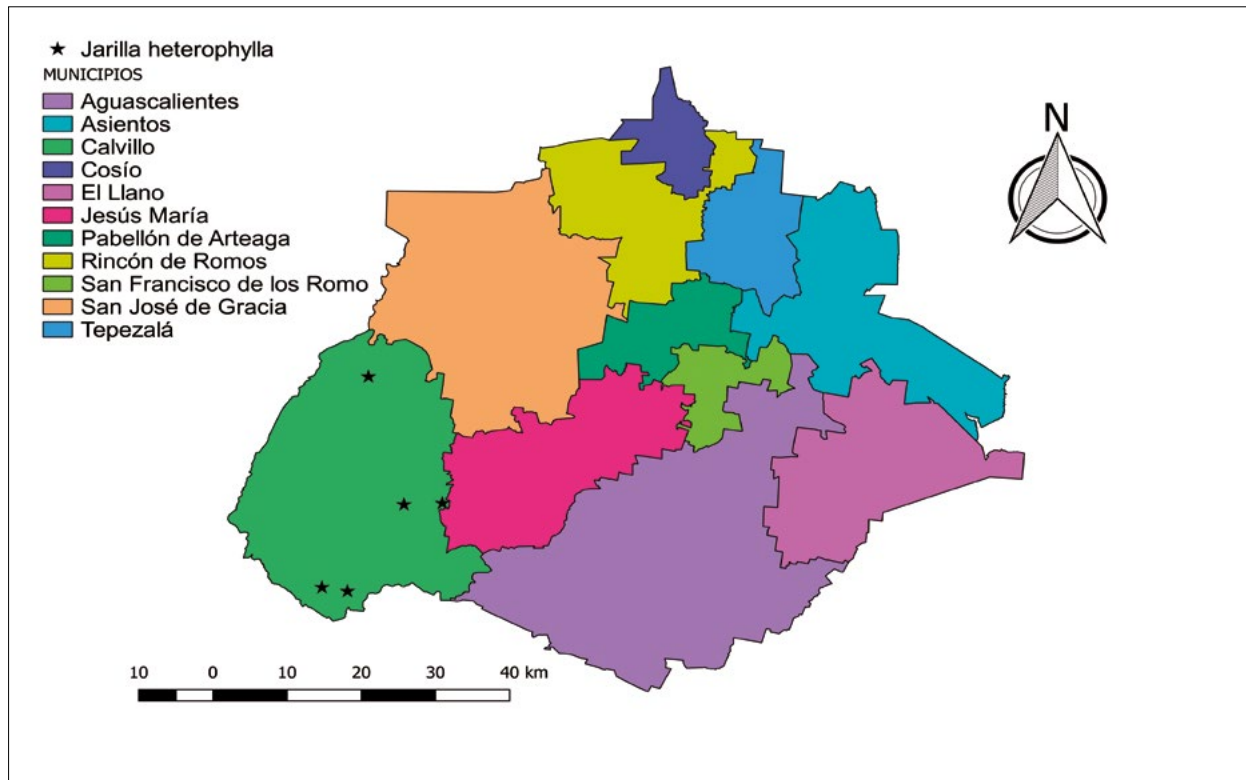 ★ Jarilla heterophylla
MUNICIPIOS
Aguascalientes
Asientos
Calvillo
Cosío
El Llano
Jesús María
Pabellón de Arteaga
Rincón de Romos
San Francisco de los Romo
San José de Gracia
Tepezalá
N
10 0 10 20 30 40 km